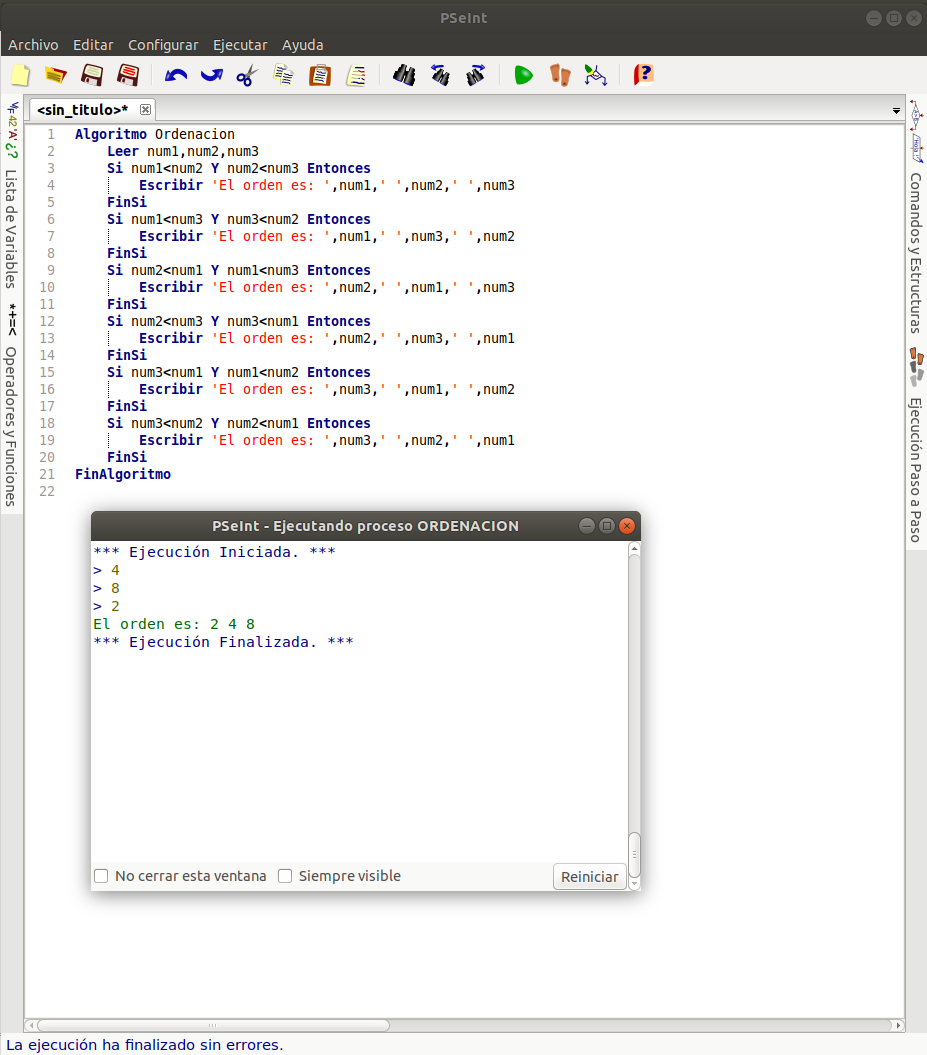 PSeInt
Archivo Editar Configurar Ejecutar Ayuda
<sin_titulo>*
Lista de Variables
*+=<
Operadores y Funciones
1 Algoritmo Ordenacion
2 Leer num1,num2,num3
3 Si num1<num2 Y num2<num3 Entonces
4 Escribir 'El orden es: ',num1,' ',num2,' ',num3
5 FinSi
6 Si num1<num3 Y num3<num2 Entonces
7 Escribir 'El orden es: ',num1,' ',num3,' ',num2
8 FinSi
9 Si num2<num1 Y num1<num3 Entonces
10 Escribir 'El orden es: ',num2,' ',num1,' ',num3
11 FinSi
12 Si num2<num3 Y num3<num1 Entonces
13 Escribir 'El orden es: ',num2,' ',num3,' ',num1
14 FinSi
15 Si num3<num1 Y num1<num2 Entonces
16 Escribir 'El orden es: ',num3,' ',num1,' ',num2
17 FinSi
18 Si num3<num2 Y num2<num1 Entonces
19 Escribir 'El orden es: ',num3,' ',num2,' ',num1
20 FinSi
21 FinAlgoritmo
22
Comandos y Estructuras
Ejecución Paso a Paso
PSeInt - Ejecutando proceso ORDENACION
*** Ejecución Iniciada. ***
> 4
> 8
> 2
El orden es: 2 4 8
*** Ejecución Finalizada. ***
No cerrar esta ventana Siempre visible Reiniciar
La ejecución ha finalizado sin errores.